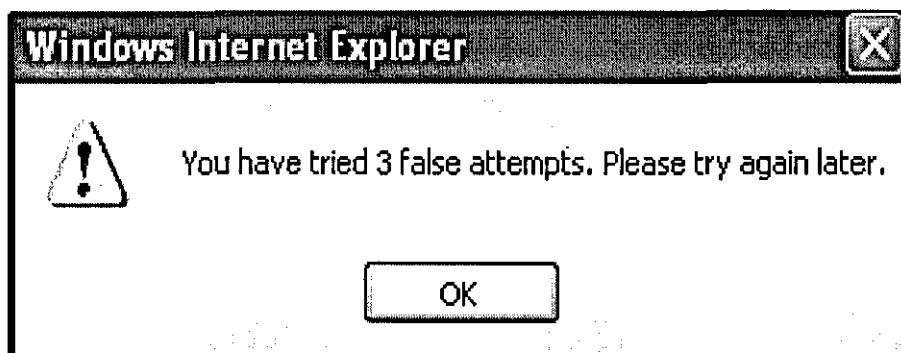 Windows Internet Explorer
You have tried 3 false attempts. Please try again later.
OK